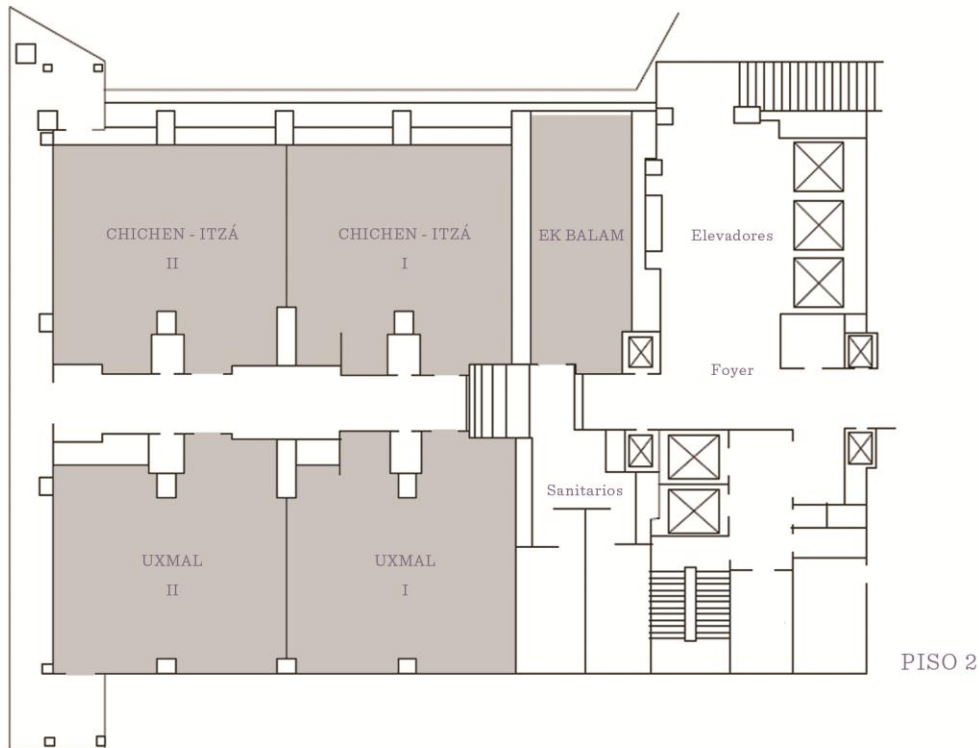 CHICHEN - ITZÁ
II
CHICHEN - ITZÁ
I
EK BALAM
Elevadores
Foyer
Sanitarios
UXMAL
II
UXMAL
I
PISO 2